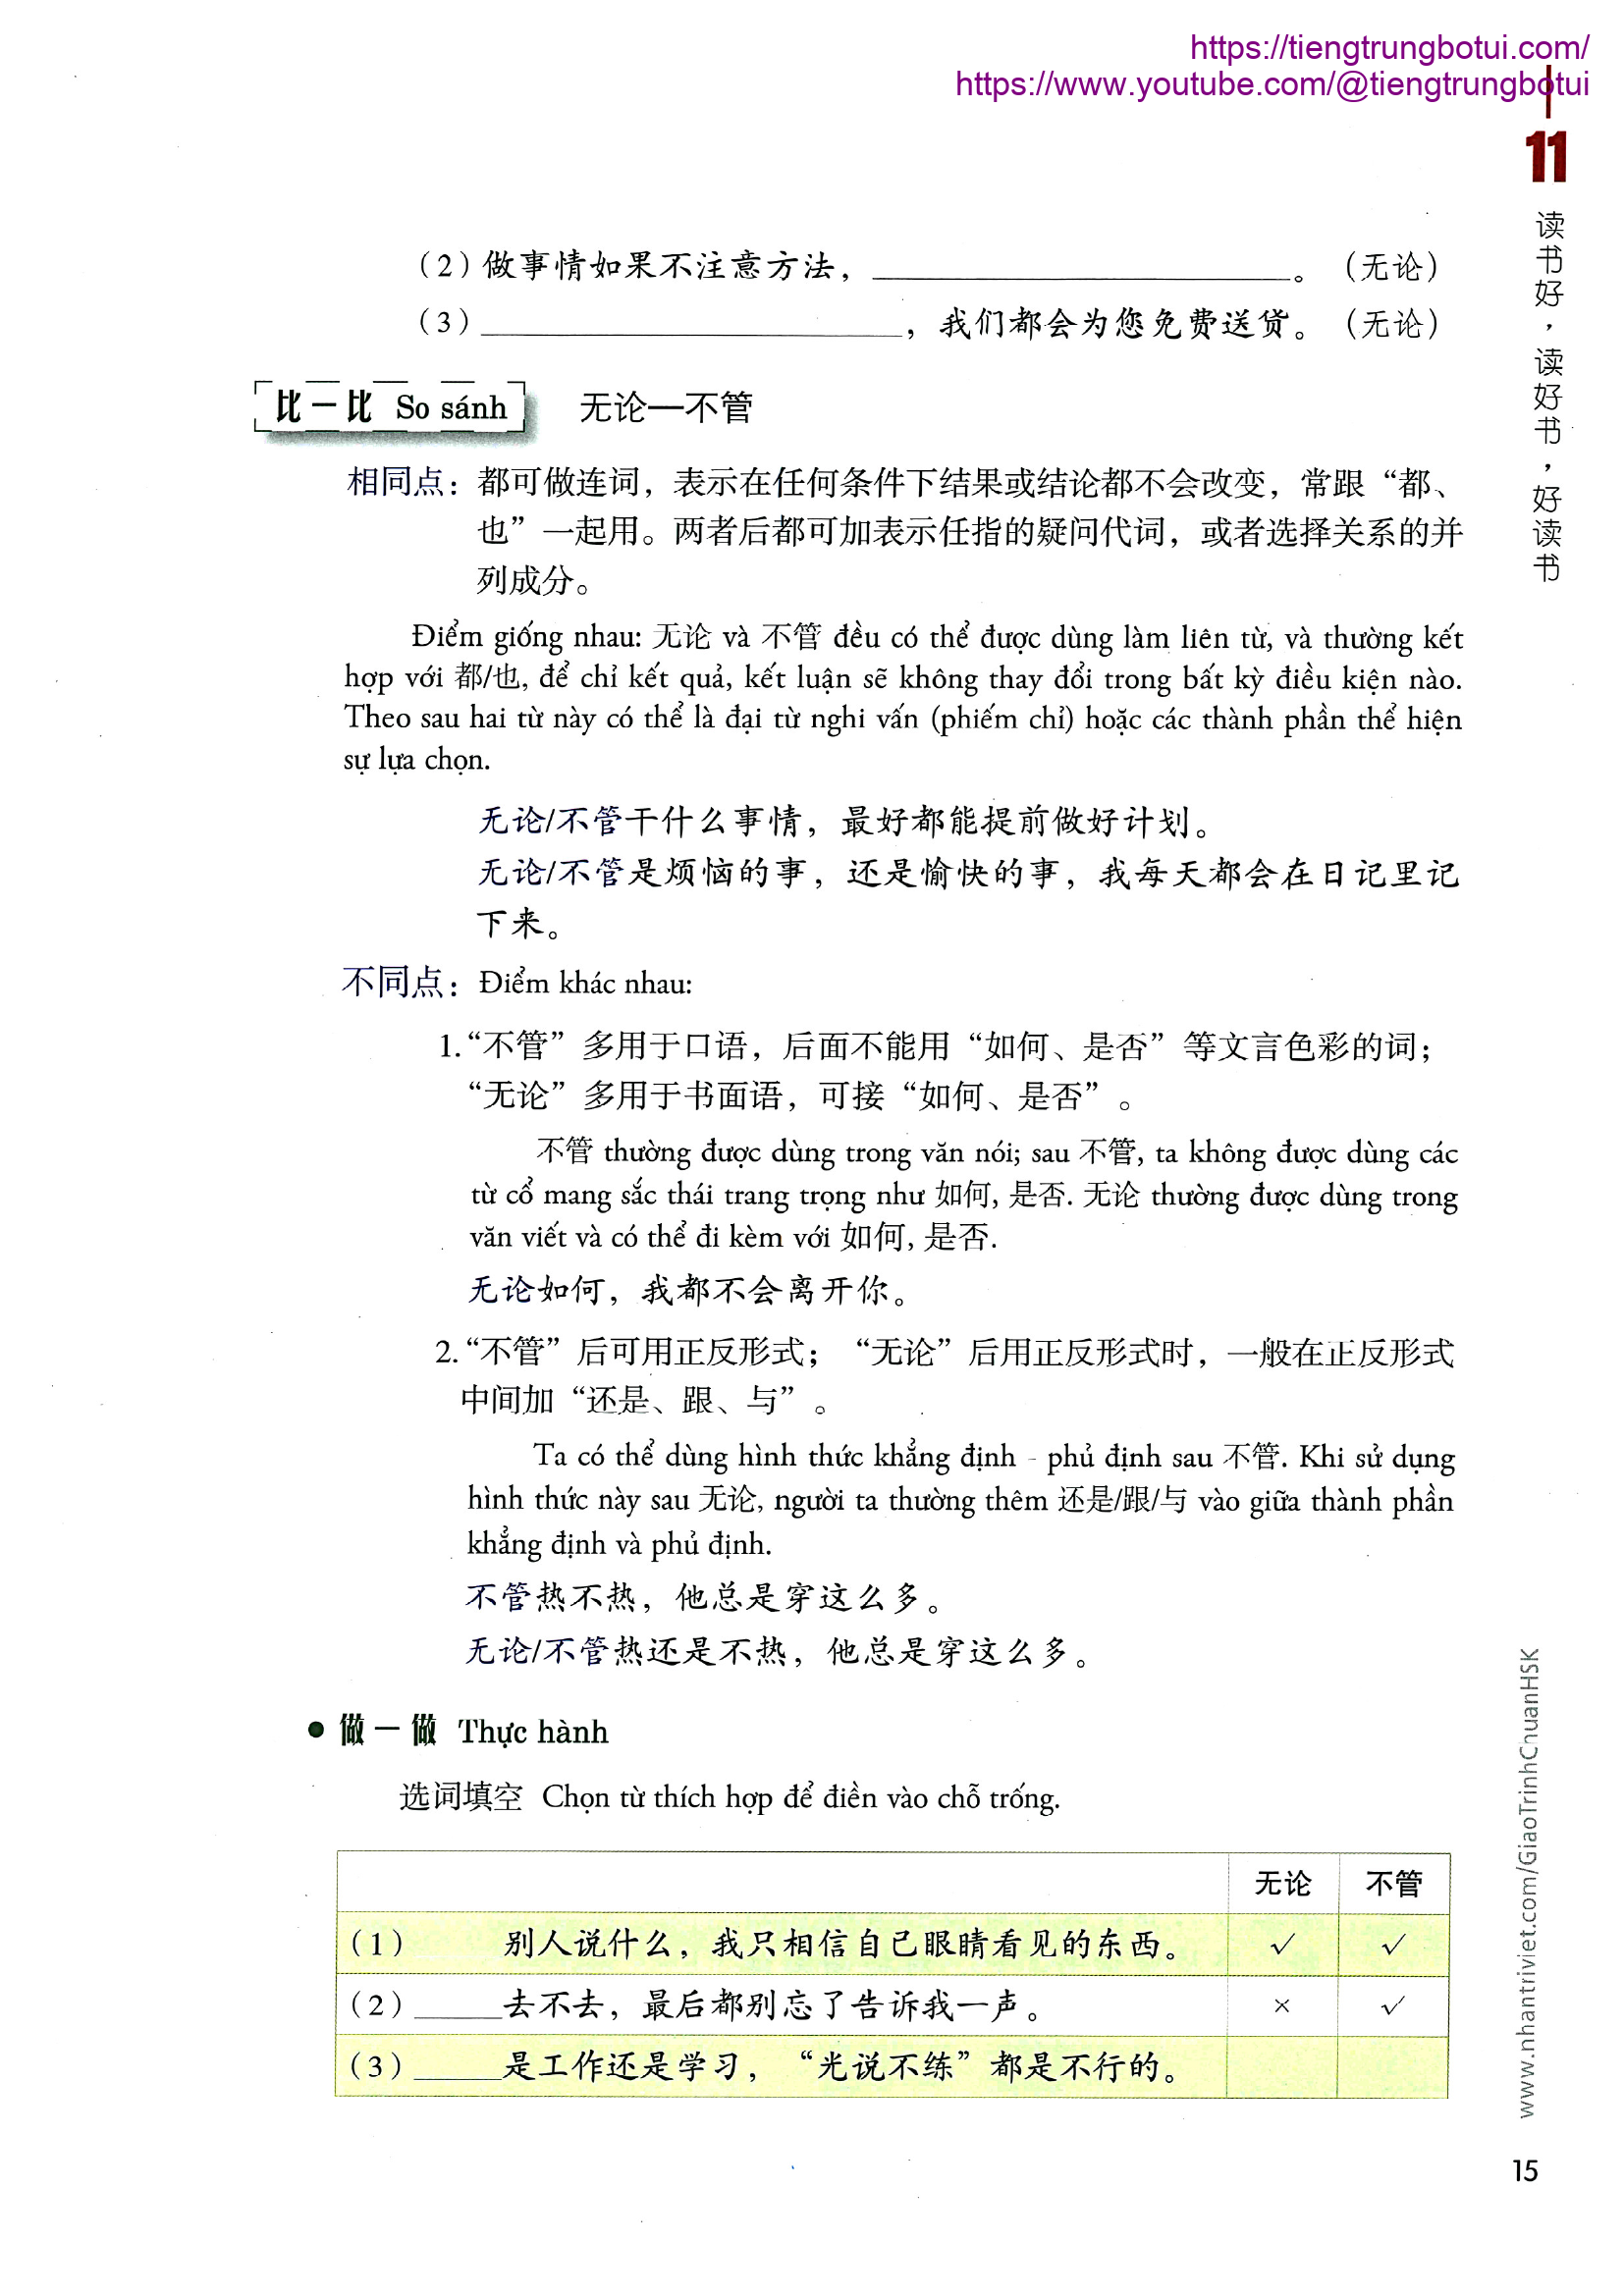 https://tiengtrungbotui.com/
https://www.youtube.com/@tiengtrungbotui
11
读书好，读好书，好读书
（2）做事情如果不注意方法，____________。（无论）
（3）____________，我们都会为您免费送货。（无论）
比一比 So sánh 无论—不管
相同点：都可做连词，表示在任何条件下结果或结论都不会改变，常跟“都、
也”一起用。两者后都可加表示任指的疑问代词，或者选择关系的并
列成分。
Điểm giống nhau: 无论 và 不管 đều có thể được dùng làm liên từ, và thường kết
hợp với 都/也, để chỉ kết quả, kết luận sẽ không thay đổi trong bất kỳ điều kiện nào.
Theo sau hai từ này có thể là đại từ nghi vấn (phiếm chỉ) hoặc các thành phần thể hiện
sự lựa chọn.
无论/不管干什么事情，最好都能提前做好计划。
无论/不管是烦恼的事，还是愉快的事，我每天都会在日记里记
下来。
不同点：Điểm khác nhau:
1.“不管”多用于口语，后面不能用“如何、是否”等文言色彩的词；
“无论”多用于书面语，可接“如何、是否”。
不管 thường được dùng trong văn nói; sau 不管, ta không được dùng các
từ cổ mang sắc thái trang trọng như 如何, 是否. 无论 thường được dùng trong
văn viết và có thể đi kèm với 如何, 是否.
无论如何，我都不会离开你。
2.“不管”后可用正反形式；“无论”后用正反形式时，一般在正反形式
中间加“还是、跟、与”。
Ta có thể dùng hình thức khẳng định - phủ định sau 不管. Khi sử dụng
hình thức này sau 无论, người ta thường thêm 还是/跟/与 vào giữa thành phần
khẳng định và phủ định.
不管热不热，他总是穿这么多。
无论/不管热还是不热，他总是穿这么多。
● 做一做 Thực hành
选词填空 Chọn từ thích hợp để điền vào chỗ trống.
无论 不管
（1） 别人说什么，我只相信自己眼睛看见的东西。 ✓ ✓
（2）_____去不去，最后都别忘了告诉我一声。 × ✓
（3）_____是工作还是学习，“光说不练”都是不行的。
www.nhantriviet.com/GiaoTrinhChuanHSK
15